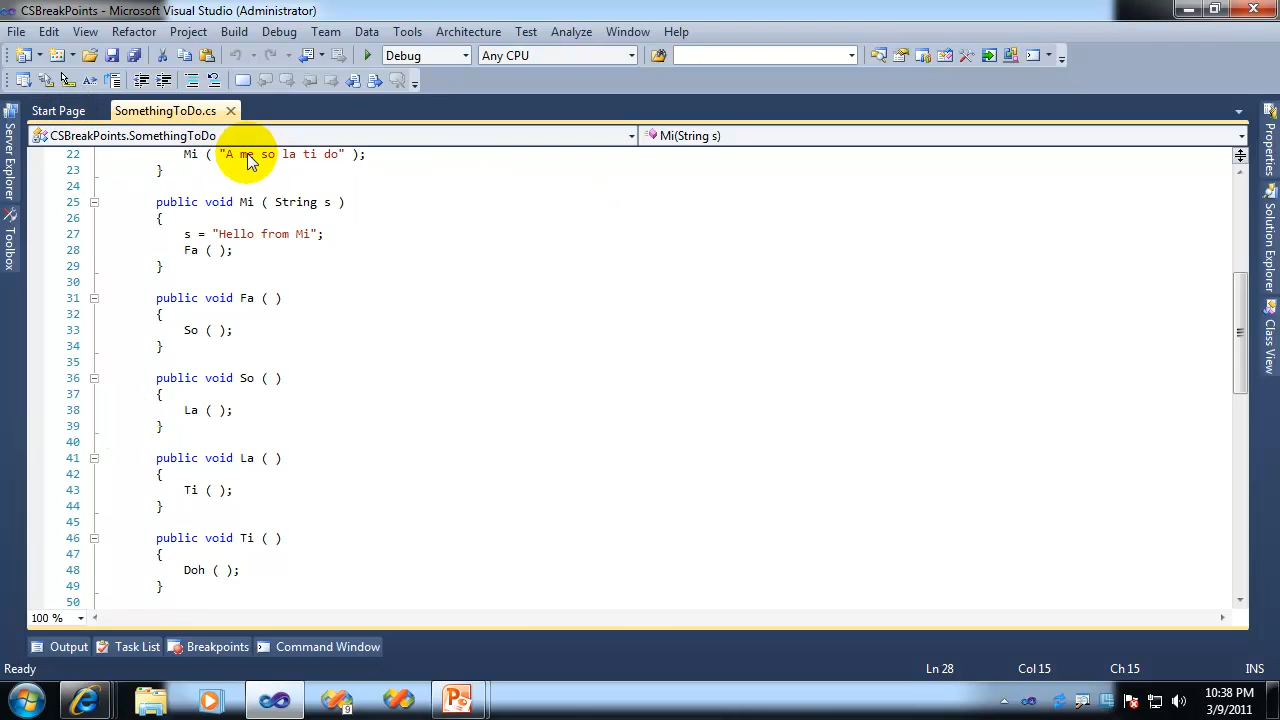 CSBreakPoints - Microsoft Visual Studio (Administrator)
File Edit View Refactor Project Build Debug Team Data Tools Architecture Test Analyze Window Help
Debug Any CPU
Start Page SomethingToDo.cs
CSBreakPoints.SomethingToDo Mi(String s)
22 Mi ( "A me so la ti do" );
23 }
24
25 public void Mi ( String s )
26 {
27 s = "Hello from Mi";
28 Fa ( );
29 }
30
31 public void Fa ( )
32 {
33 So ( );
34 }
35
36 public void So ( )
37 {
38 La ( );
39 }
40
41 public void La ( )
42 {
43 Ti ( );
44 }
45
46 public void Ti ( )
47 {
48 Doh ( );
49 }
50
100 %
Server Explorer
Toolbox
Properties
Solution Explorer
Class View
Output Task List Breakpoints Command Window
Ready Ln 28 Col 15 Ch 15 INS
9
10:38 PM
3/9/2011